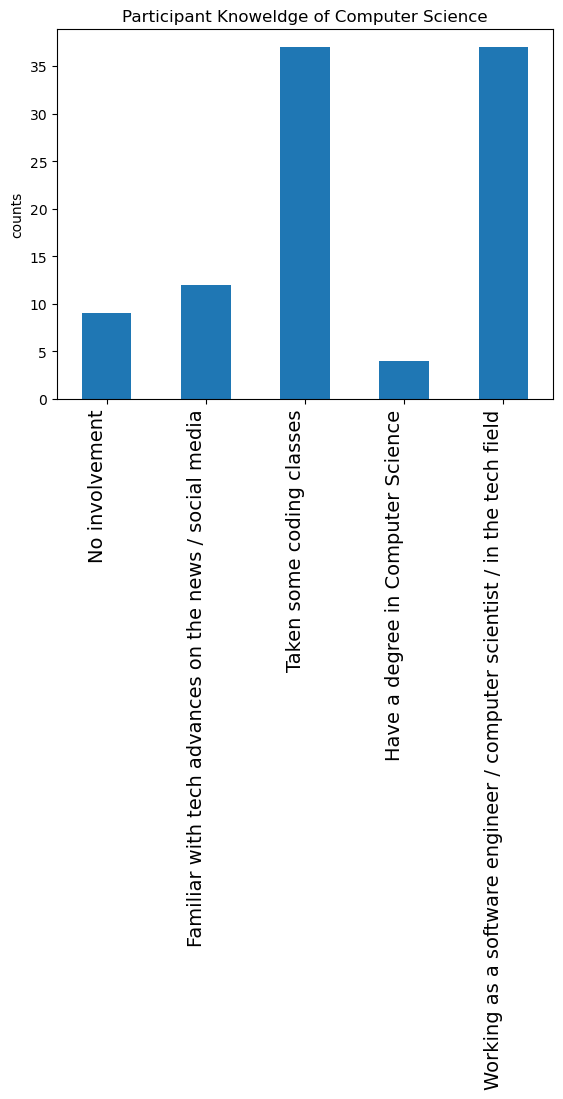 Participant Knoweldge of Computer Science
counts
35
30
25
20
15
10
5
0
No involvement
Familiar with tech advances on the news / social media
Taken some coding classes
Have a degree in Computer Science
Working as a software engineer / computer scientist / in the tech field